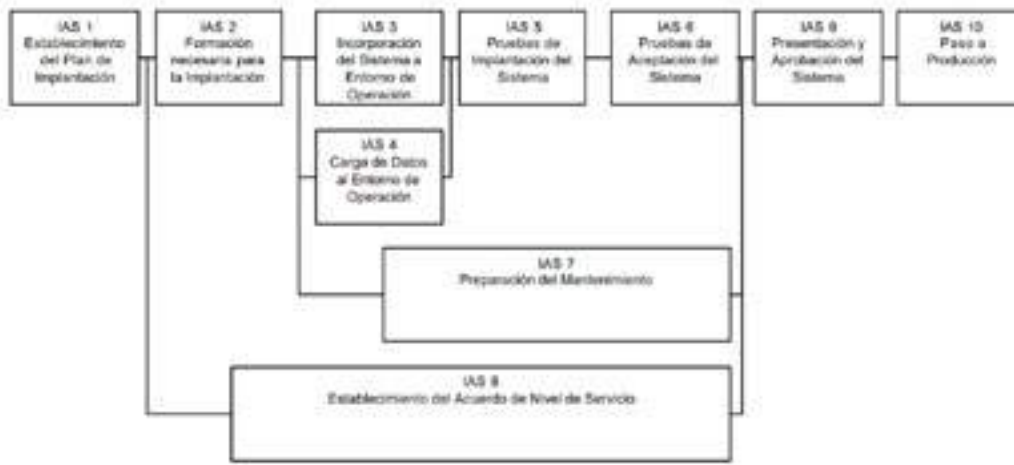 IAS 1
Establecimiento
del Plan de
Implantación
IAS 2
Formación
necesaria para
la Implantación
IAS 3
Incorporación
del Sistema a
Entorno de
Operación
IAS 5
Pruebas de
Implantación del
Sistema
IAS 6
Pruebas de
Aceptación del
Sistema
IAS 9
Presentación y
Aprobación del
Sistema
IAS 10
Paso a
Producción
IAS 4
Carga de Datos
al Entorno de
Operación
IAS 7
Preparación del Mantenimiento
IAS 8
Establecimiento del Acuerdo de Nivel de Servicio